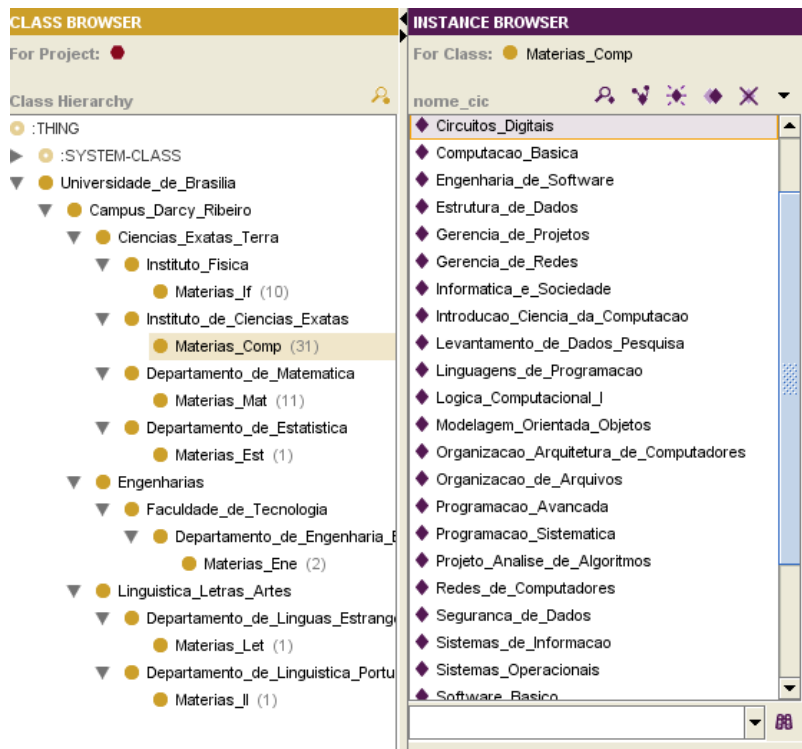 CLASS BROWSER
For Project:
Class Hierarchy
:THING
:SYSTEM-CLASS
Universidade_de_Brasilia
Campus_Darcy_Ribeiro
Ciencias_Exatas_Terra
Instituto_Fisica
Materias_If (10)
Instituto_de_Ciencias_Exatas
Materias_Comp (31)
Departamento_de_Matematica
Materias_Mat (11)
Departamento_de_Estatistica
Materias_Est (1)
Engenharias
Faculdade_de_Tecnologia
Departamento_de_Engenharia_E
Materias_Ene (2)
Linguistica_Letras_Artes
Departamento_de_Linguas_Estrang
Materias_Let (1)
Departamento_de_Linguistica_Portu
Materias_Il (1)
INSTANCE BROWSER
For Class: Materias_Comp
nome_cic
Circuitos_Digitais
Computacao_Basica
Engenharia_de_Software
Estrutura_de_Dados
Gerencia_de_Projetos
Gerencia_de_Redes
Informatica_e_Sociedade
Introducao_Ciencia_da_Computacao
Levantamento_de_Dados_Pesquisa
Linguagens_de_Programacao
Logica_Computacional_I
Modelagem_Orientada_Objetos
Organizacao_Arquitetura_de_Computadores
Organizacao_de_Arquivos
Programacao_Avancada
Programacao_Sistematica
Projeto_Analise_de_Algoritmos
Redes_de_Computadores
Seguranca_de_Dados
Sistemas_de_Informacao
Sistemas_Operacionais
Software_Basico